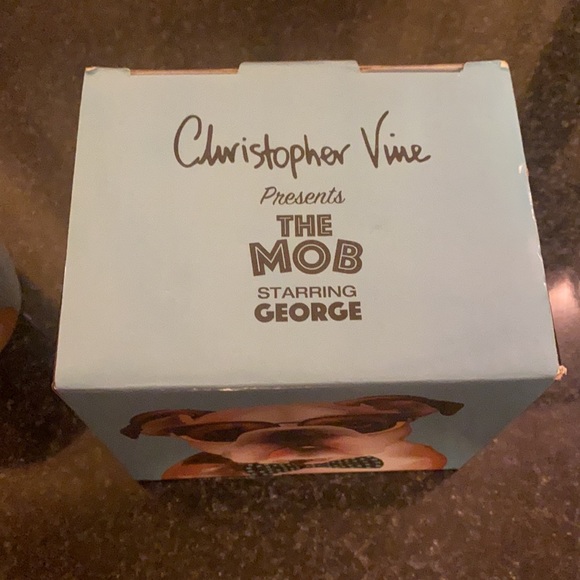 Christopher Vine
Presents
THE
MOB
STARRING
GEORGE